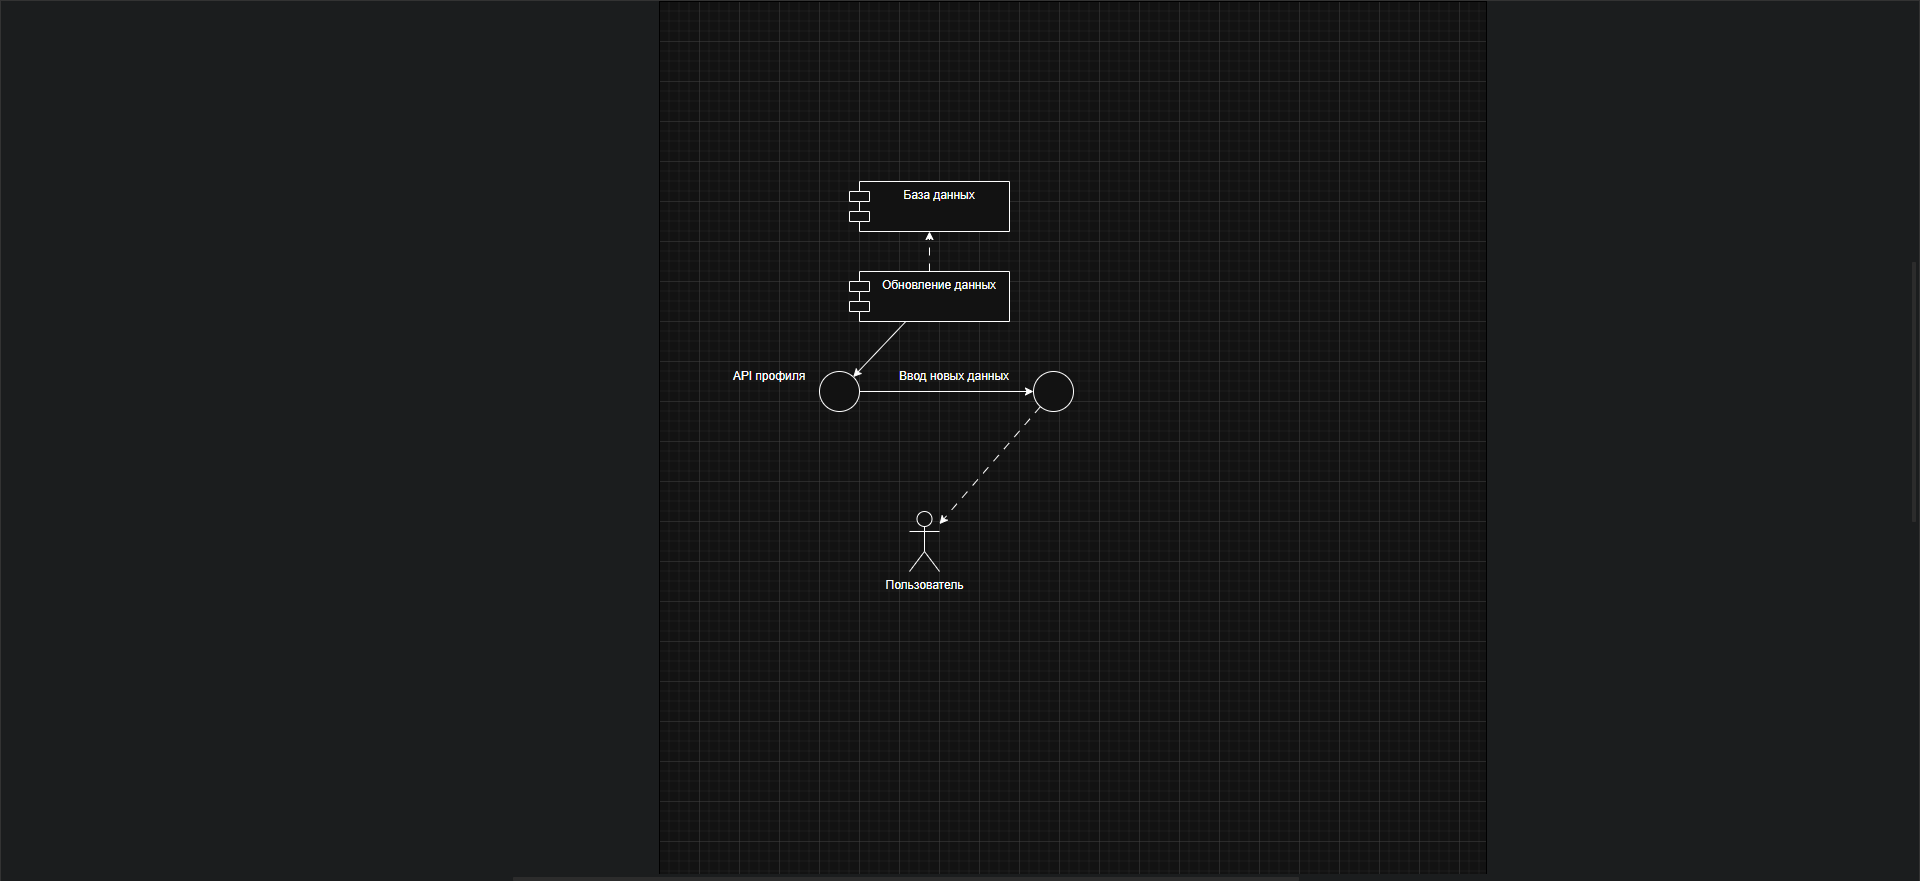 База данных
Обновление данных
API профиля
Ввод новых данных
Пользователь